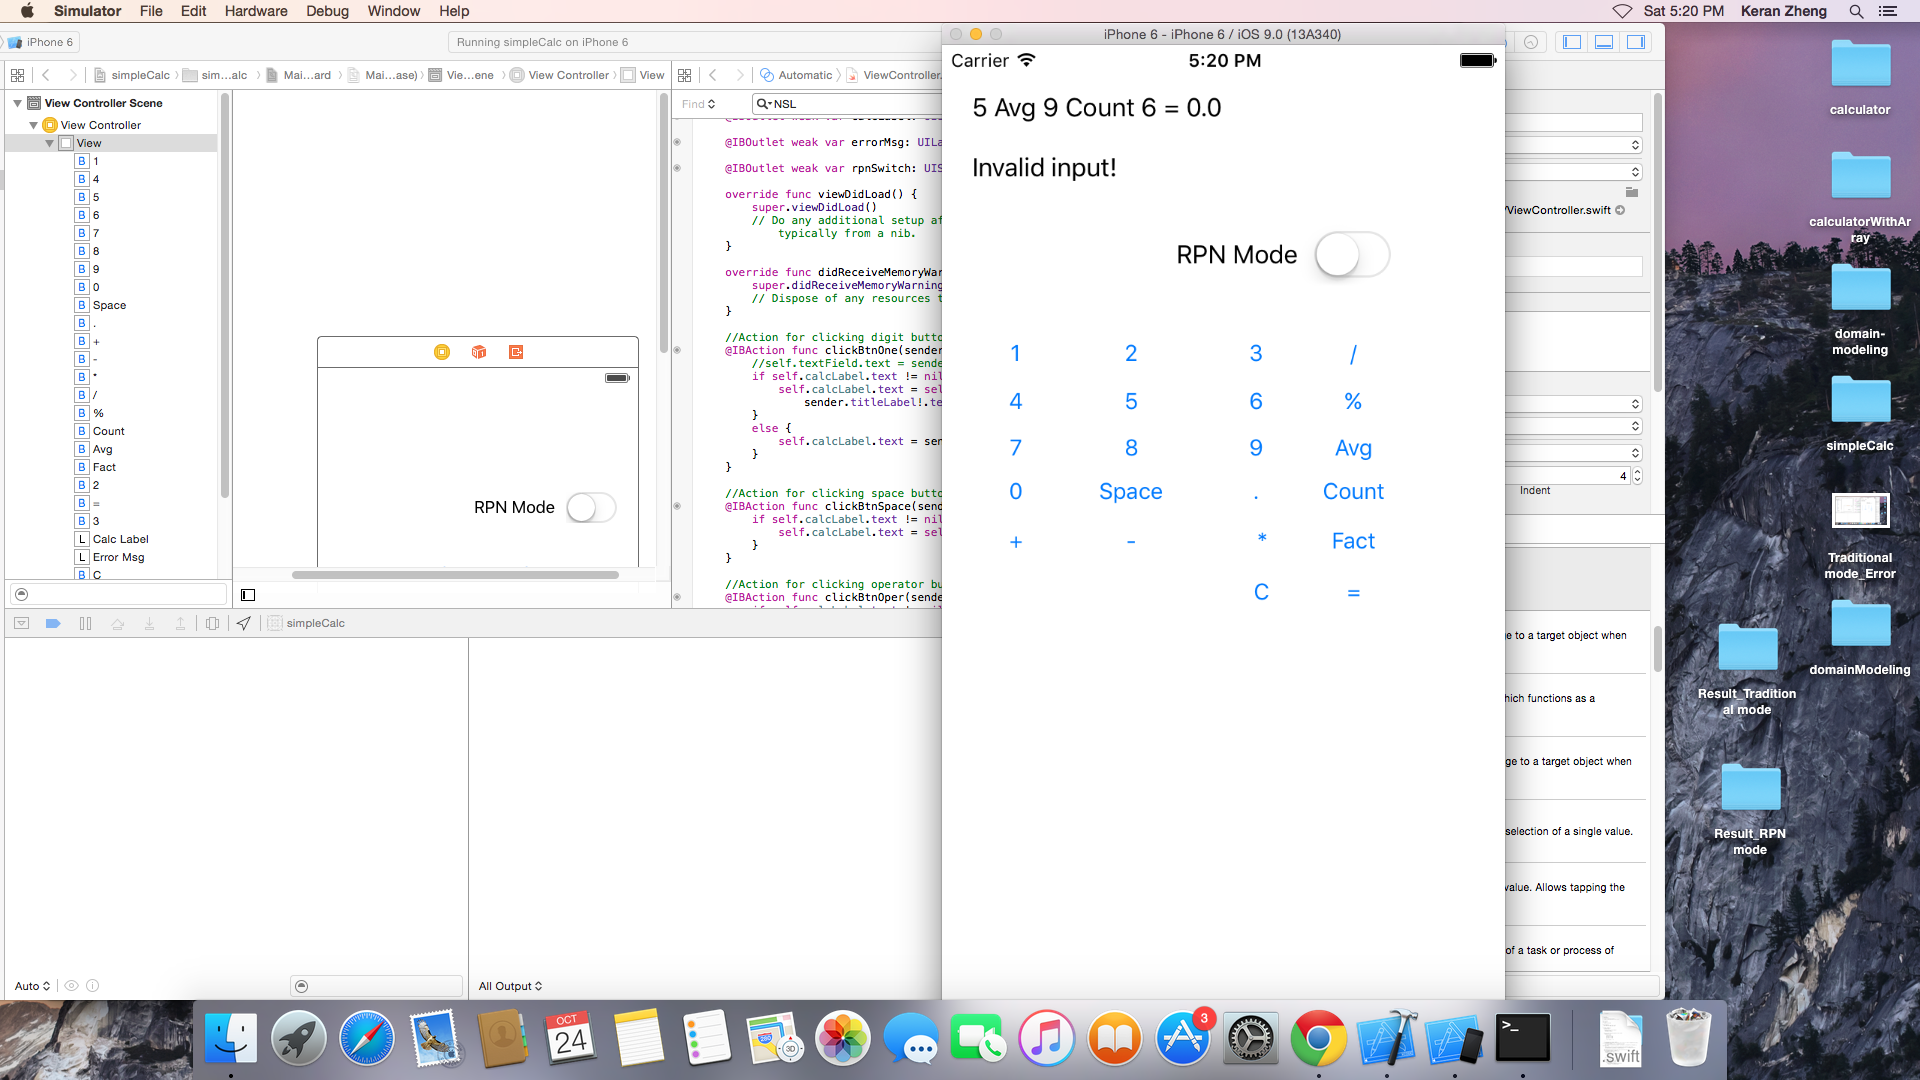 Simulator File Edit Hardware Debug Window Help
Sat 5:20 PM Keran Zheng
iPhone 6
Running simpleCalc on iPhone 6
simpleCalc sim...alc Mai...ard Mai...ase) Vie...ene View Controller View
Automatic ViewController.
View Controller Scene
View Controller
View
B 1
B 4
B 5
B 6
B 7
B 8
B 9
B 0
B Space
B .
B +
B -
B *
B /
B %
B Count
B Avg
B Fact
B 2
B =
B 3
L Calc Label
L Error Msg
B C
RPN Mode
Find NSL
@IBOutlet weak var errorMsg: UILa
@IBOutlet weak var rpnSwitch: UIS
override func viewDidLoad() {
super.viewDidLoad()
// Do any additional setup af
typically from a nib.
}
override func didReceiveMemoryWar
super.didReceiveMemoryWarning
// Dispose of any resources t
}
//Action for clicking digit butto
@IBAction func clickBtnOne(sender
//self.textField.text = sende
if self.calcLabel.text != nil
self.calcLabel.text = sel
sender.titleLabel!.te
}
else {
self.calcLabel.text = sen
}
}
//Action for clicking space butto
@IBAction func clickBtnSpace(send
if self.calcLabel.text != nil
self.calcLabel.text = sel
}
}
//Action for clicking operator bu
@IBAction func clickBtnOper(sende
simpleCalc
Auto
All Output
iPhone 6 - iPhone 6 / iOS 9.0 (13A340)
Carrier 5:20 PM
5 Avg 9 Count 6 = 0.0
Invalid input!
RPN Mode
1 2 3 /
4 5 6 %
7 8 9 Avg
0 Space . Count
+ - * Fact
C =
/ViewController.swift
4
Indent
e to a target object when
hich functions as a
ge to a target object when
selection of a single value.
value. Allows tapping the
of a task or process of
calculator
calculatorWithAr
ray
domain-
modeling
simpleCalc
Traditional
mode_Error
domainModeling
Result_Tradition
al mode
Result_RPN
mode
OCT
24
280
3D
3
>_
.swift